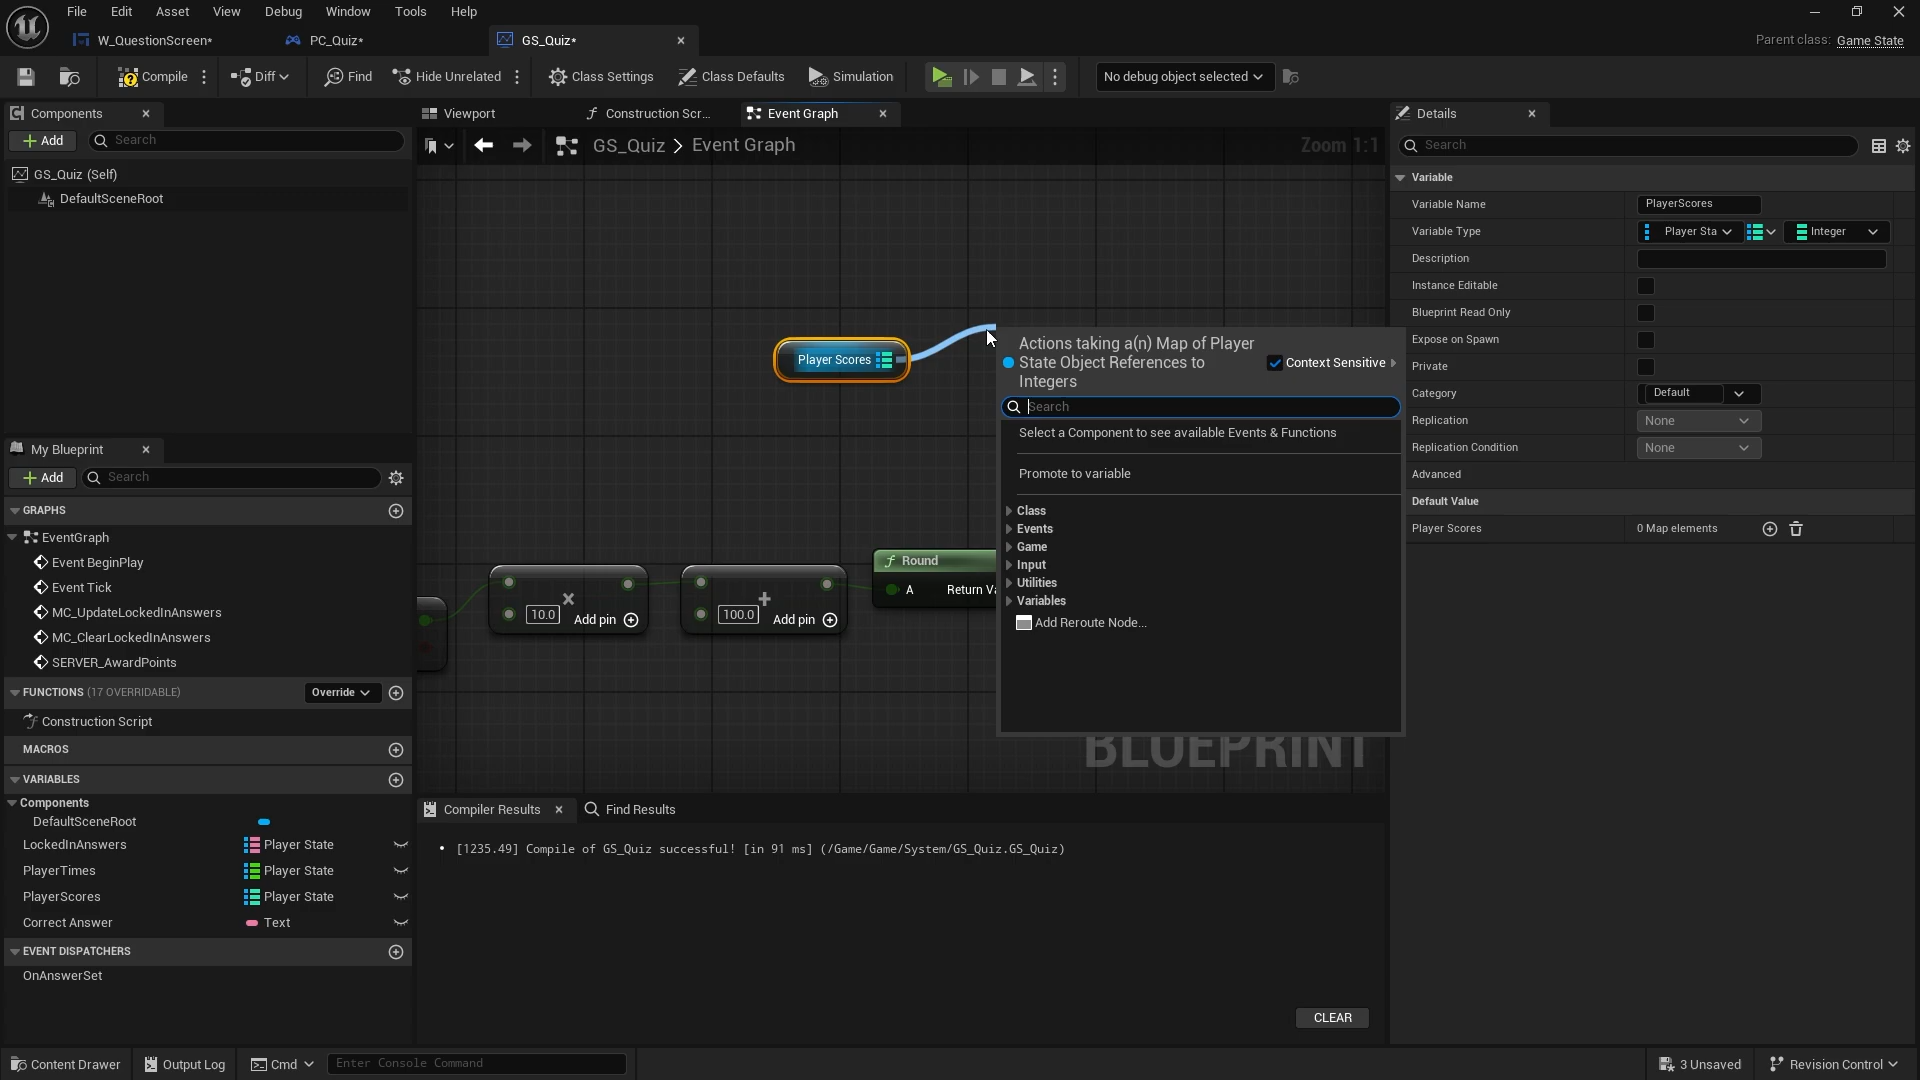 File Edit Asset View Debug Window Tools Help
W_QuestionScreen* PC_Quiz* GS_Quiz*
Parent class: Game State
Compile Diff Find Hide Unrelated Class Settings Class Defaults Simulation No debug object selected
Components
Add Search
GS_Quiz (Self)
DefaultSceneRoot
My Blueprint
Add Search
GRAPHS
EventGraph
Event BeginPlay
Event Tick
MC_UpdateLockedInAnswers
MC_ClearLockedInAnswers
SERVER_AwardPoints
FUNCTIONS (17 OVERRIDABLE) Override
Construction Script
MACROS
VARIABLES
Components
DefaultSceneRoot
LockedInAnswers Player State
PlayerTimes Player State
PlayerScores Player State
Correct Answer Text
EVENT DISPATCHERS
OnAnswerSet
Viewport Construction Scr... Event Graph
GS_Quiz > Event Graph Zoom 1:1
Player Scores
10.0 Add pin
100.0 Add pin
Round
A Return Va
BLUEPRINT
Actions taking a(n) Map of Player
State Object References to
Integers
Context Sensitive
Search
Select a Component to see available Events & Functions
Promote to variable
Class
Events
Game
Input
Utilities
Variables
Add Reroute Node...
Compiler Results Find Results
• [1235.49] Compile of GS_Quiz successful! [in 91 ms] (/Game/Game/System/GS_Quiz.GS_Quiz)
CLEAR
Details
Search
Variable
Variable Name PlayerScores
Variable Type Player Sta Integer
Description
Instance Editable
Blueprint Read Only
Expose on Spawn
Private
Category Default
Replication None
Replication Condition None
Advanced
Default Value
Player Scores 0 Map elements
Content Drawer Output Log Cmd Enter Console Command 3 Unsaved Revision Control